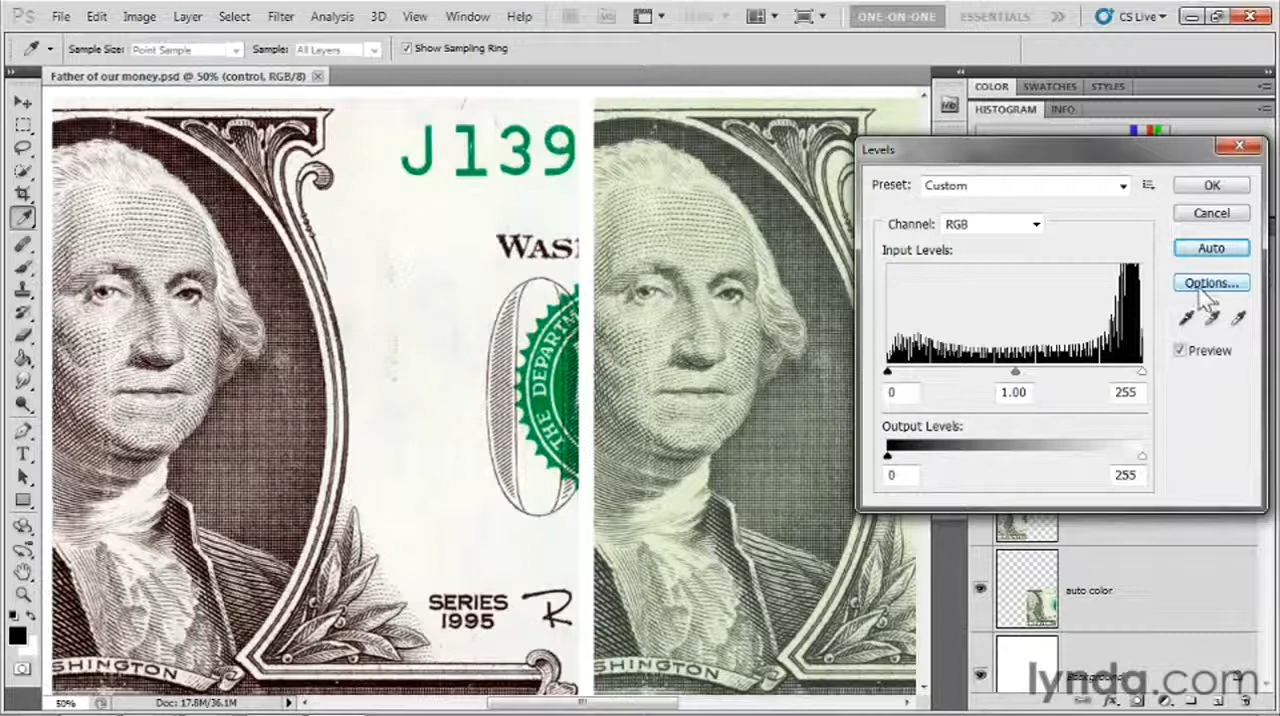 Ps File Edit Image Layer Select Filter Analysis 3D View Window Help Mb ONE-ON-ONE ESSENTIALS CS Live
Sample Size: Point Sample Sample: All Layers Show Sampling Ring
Father of our money.psd @ 50% (control, RGB/8)
COLOR SWATCHES STYLES
HISTOGRAM INFO
Mb
J139
WAS
THE DEPARTM
SERIES
1995
SHINGTON
SHINGTON
Levels
Preset: Custom
OK
Channel: RGB
Cancel
Input Levels:
Auto
Options...
Preview
0 1.00 255
Output Levels:
0 255
auto color
lynda.com
50% Doc: 17.8M/36.1M